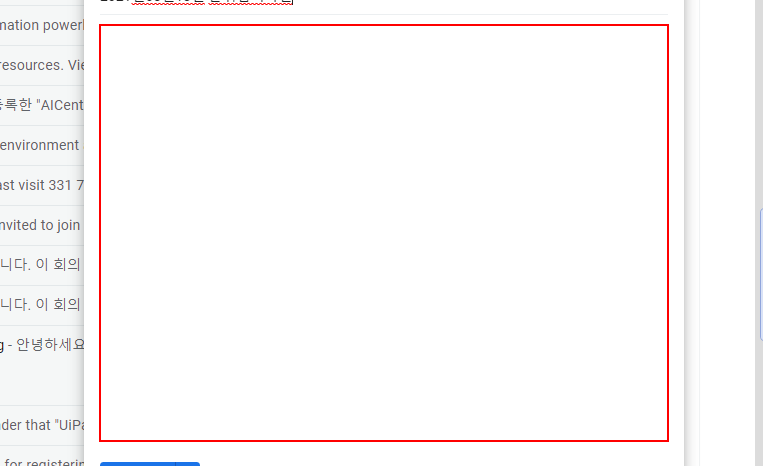 mation power
resources. Vie
등록한 "AICent
environment
ast visit 331 7
nvited to join
니다. 이 회의
니다. 이 회의
g - 안녕하세요
nder that "UiPa
for registerin